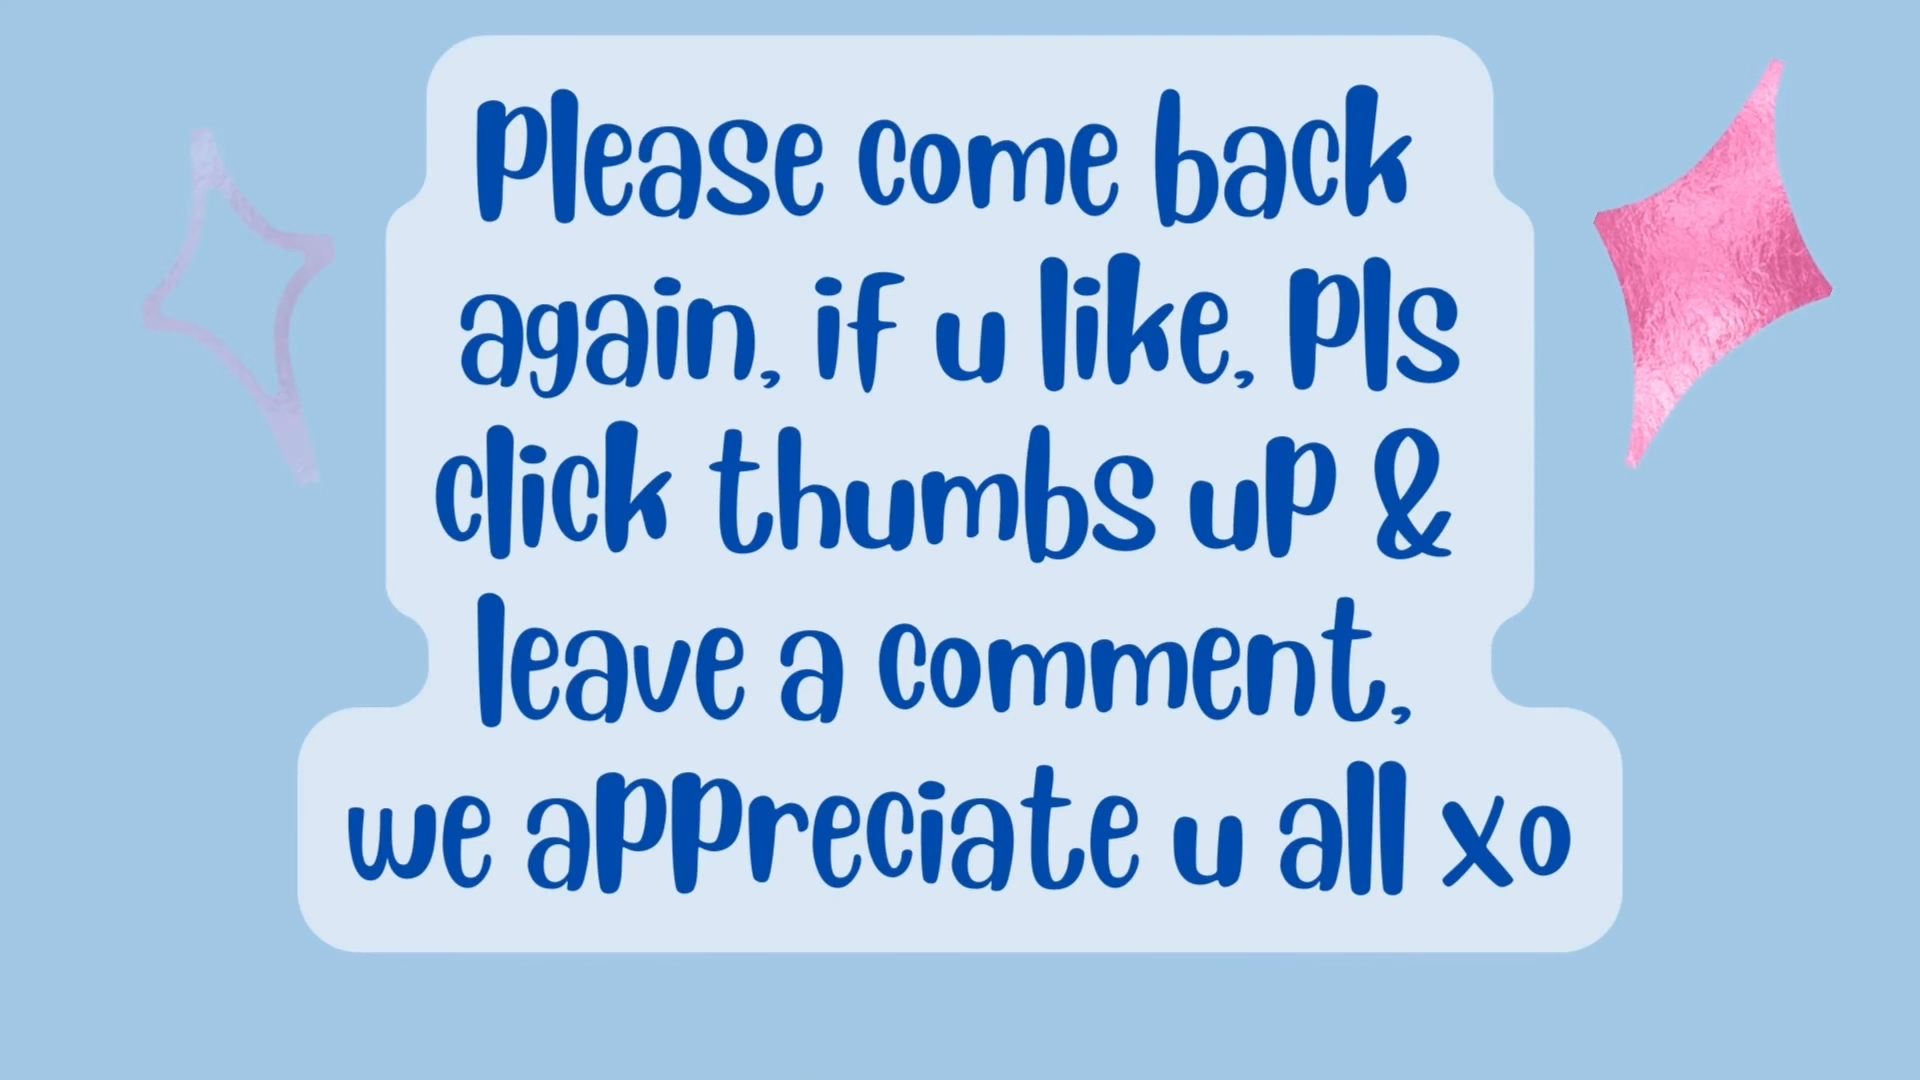 Please come back
again, if u like, pls
click thumbs up &
leave a comment,
we appreciate u all xo